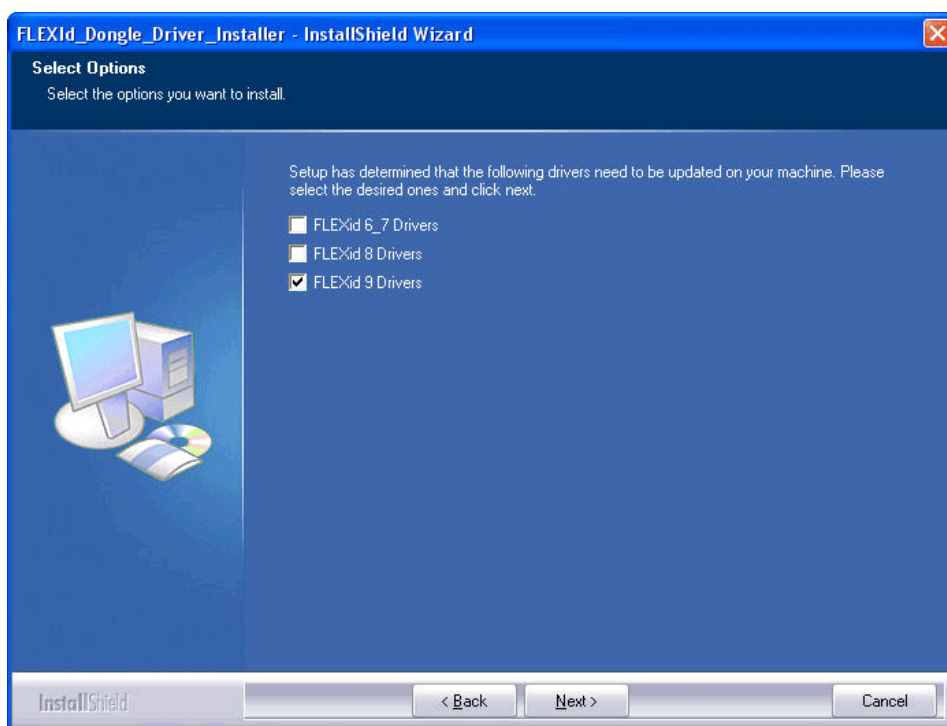 FLEXId_Dongle_Driver_Installer - InstallShield Wizard
Select Options
Select the options you want to install.
Setup has determined that the following drivers need to be updated on your machine. Please
select the desired ones and click next.
FLEXid 6_7 Drivers
FLEXid 8 Drivers
FLEXid 9 Drivers
InstallShield
< Back
Next >
Cancel